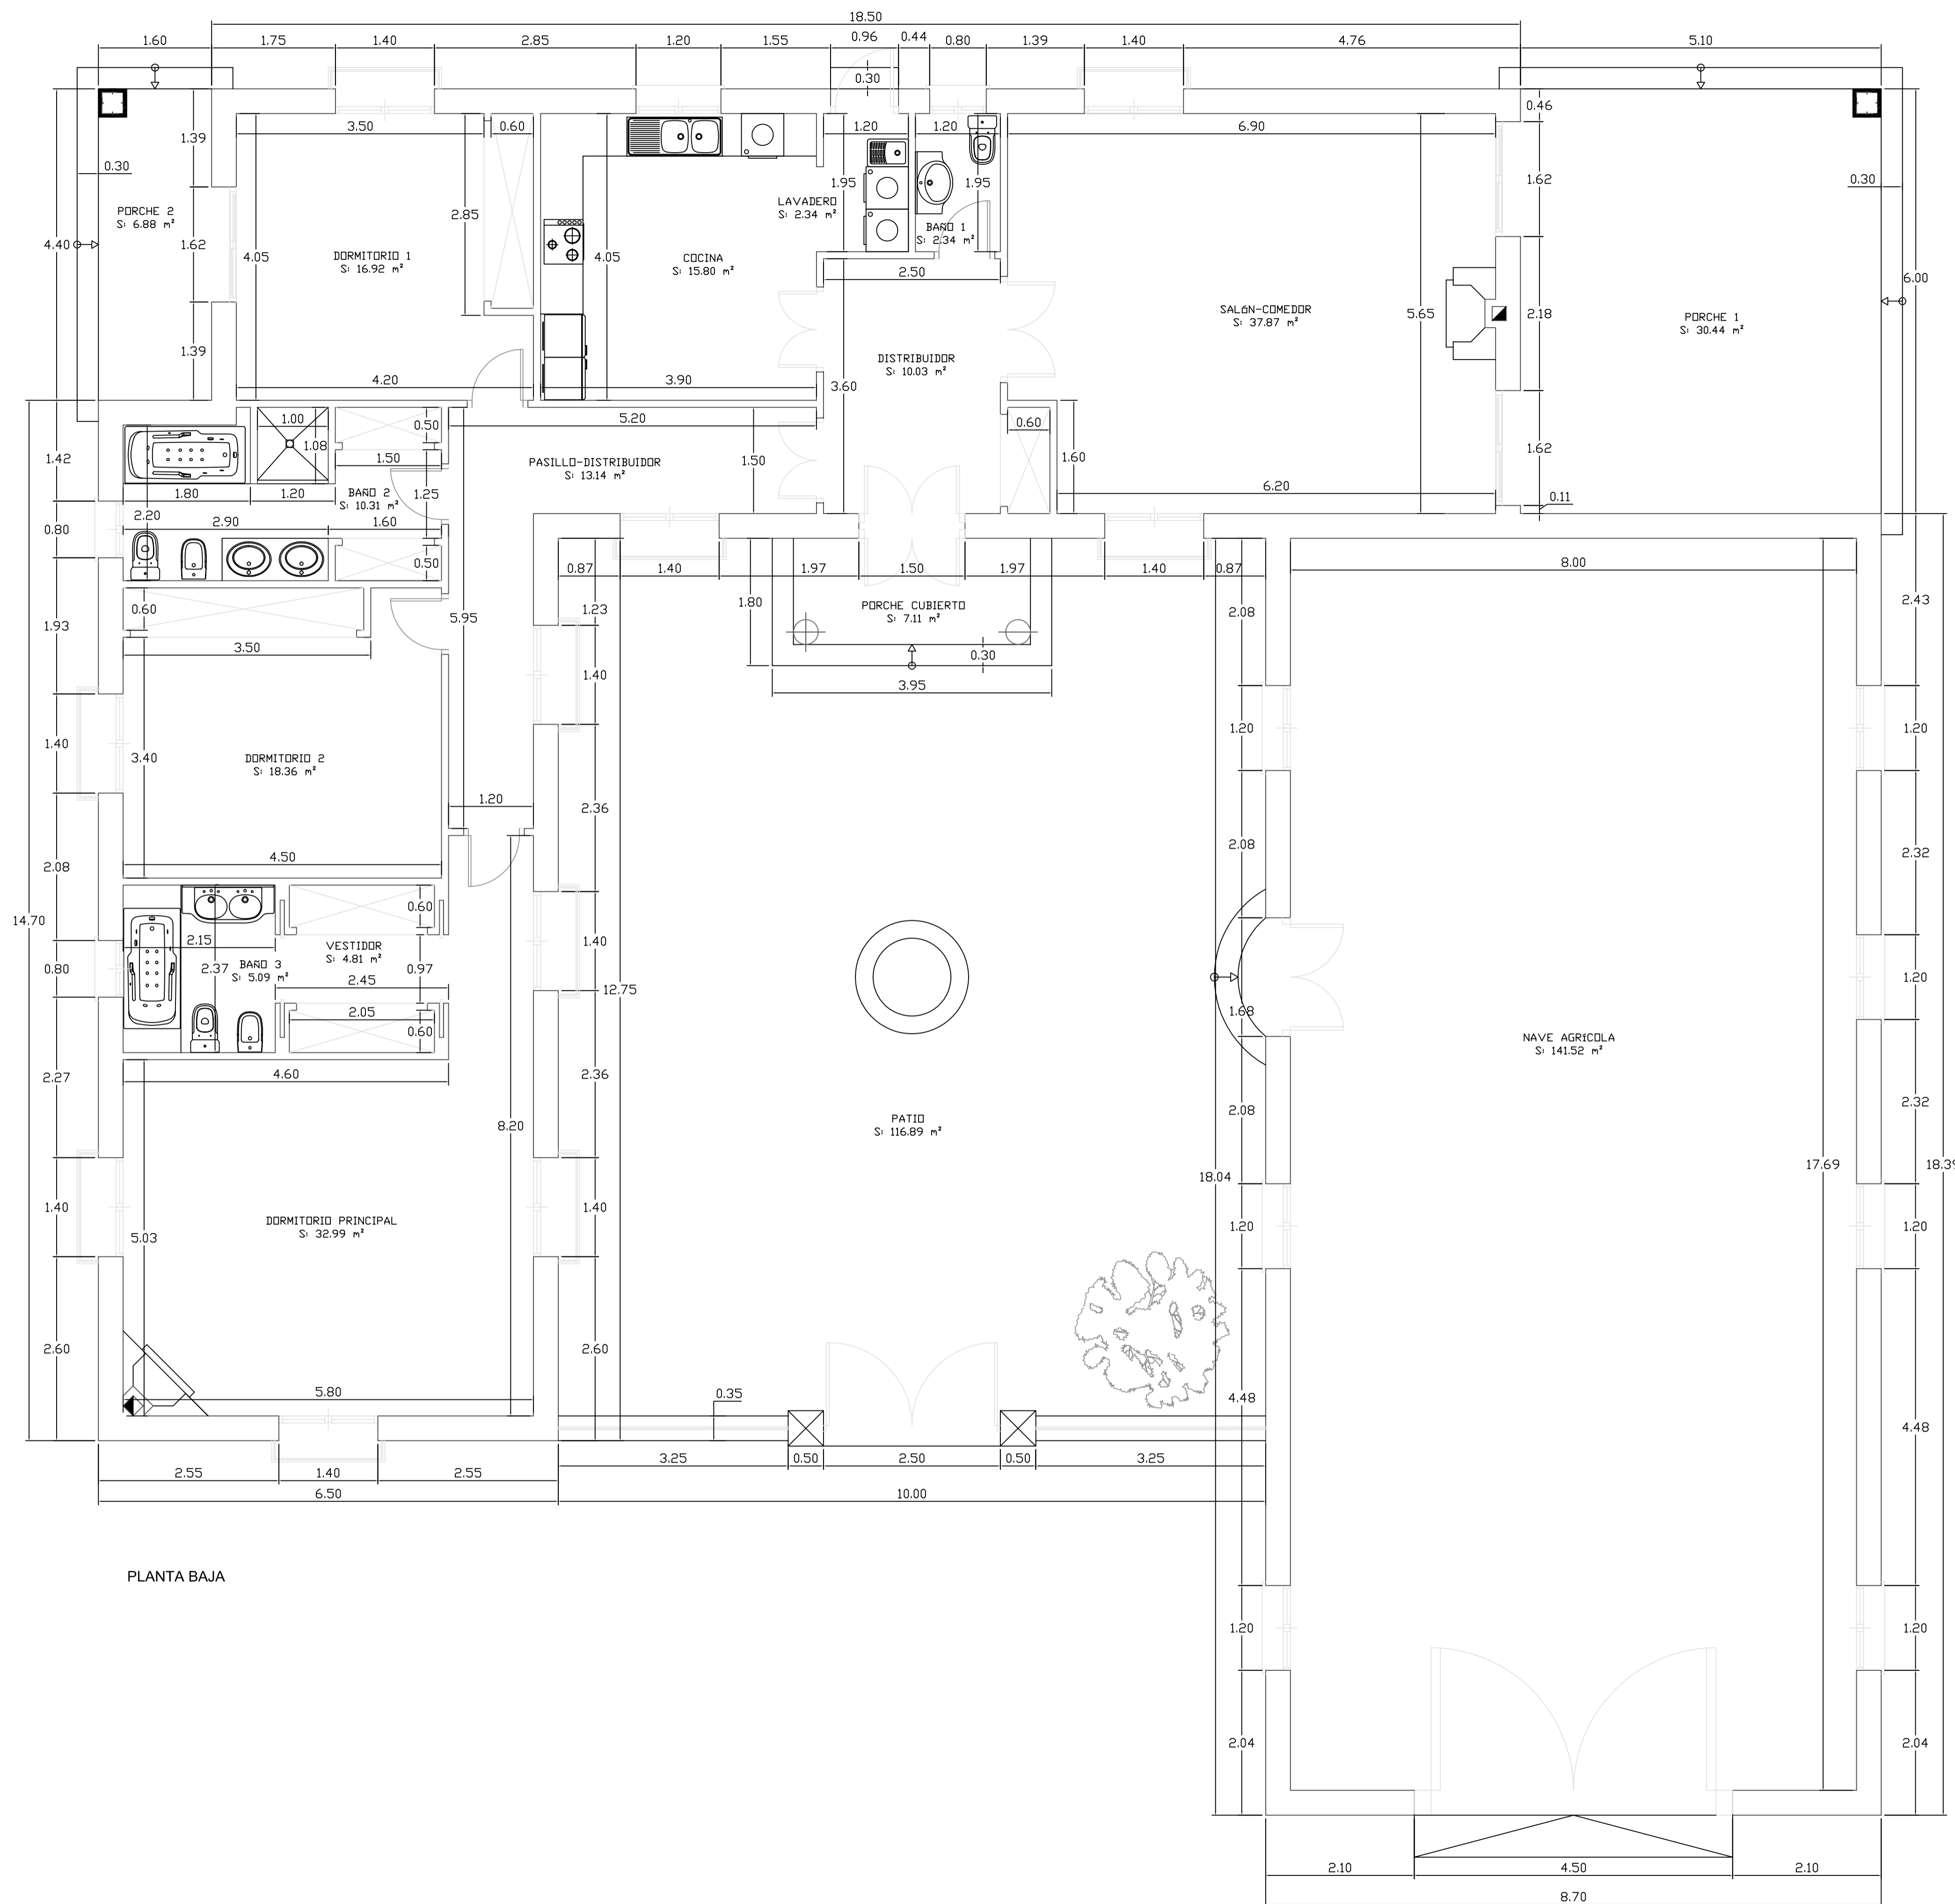 18.50
1.60 1.75 1.40 2.85 1.20 1.55 0.96 0.44 0.80 1.39 1.40 4.76 5.10
0.30
0.46
3.50 0.60 1.20 1.20 6.90
1.39
0.30
1.95 1.95 1.62 0.30
PORCHE 2
S: 6.88 m²
LAVADERO
S: 2.34 m²
2.85
BAÑO 1
S: 2.34 m²
4.40 1.62 4.05
DORMITORIO 1
S: 16.92 m²
4.05
COCINA
S: 15.80 m²
2.50
6.00
SALÓN-COMEDOR
S: 37.87 m²
5.65 2.18
PORCHE 1
S: 30.44 m²
1.39
DISTRIBUIDOR
S: 10.03 m²
4.20 3.90 3.60
1.00 0.50 5.20 0.60
1.08
1.42 1.50 1.50 1.60 1.62
PASILLO-DISTRIBUIDOR
S: 13.14 m²
1.80 1.20
BAÑO 2
S: 10.31 m²
1.25 6.20 0.11
2.20 2.90 1.60
0.80
0.50
0.87 1.40 1.97 1.50 1.97 1.40 0.87 8.00
0.60 1.23 1.80
PORCHE CUBIERTO
S: 7.11 m²
2.08 2.43
1.93 5.95
3.50 0.30
1.40 3.95
1.40 3.40
DORMITORIO 2
S: 18.36 m²
1.20 1.20
1.20 2.36
4.50 2.08 2.32
2.08
14.70 0.60
2.15
VESTIDOR
S: 4.81 m²
1.40
0.80 2.37
BAÑO 3
S: 5.09 m²
0.97 1.20
2.45 12.75
2.05 0.60 1.68
NAVE AGRÍCOLA
S: 141.52 m²
2.27 4.60 2.36
2.32
8.20
PATIO
S: 116.89 m²
2.08
18.04 17.69 18.39
1.40 1.40
DORMITORIO PRINCIPAL
S: 32.99 m²
1.20 1.20
5.03
2.60 2.60
5.80 0.35 4.48
4.48
3.25 0.50 2.50 0.50 3.25
2.55 1.40 2.55
6.50 10.00
PLANTA BAJA
1.20 1.20
2.04 2.04
2.10 4.50 2.10
8.70